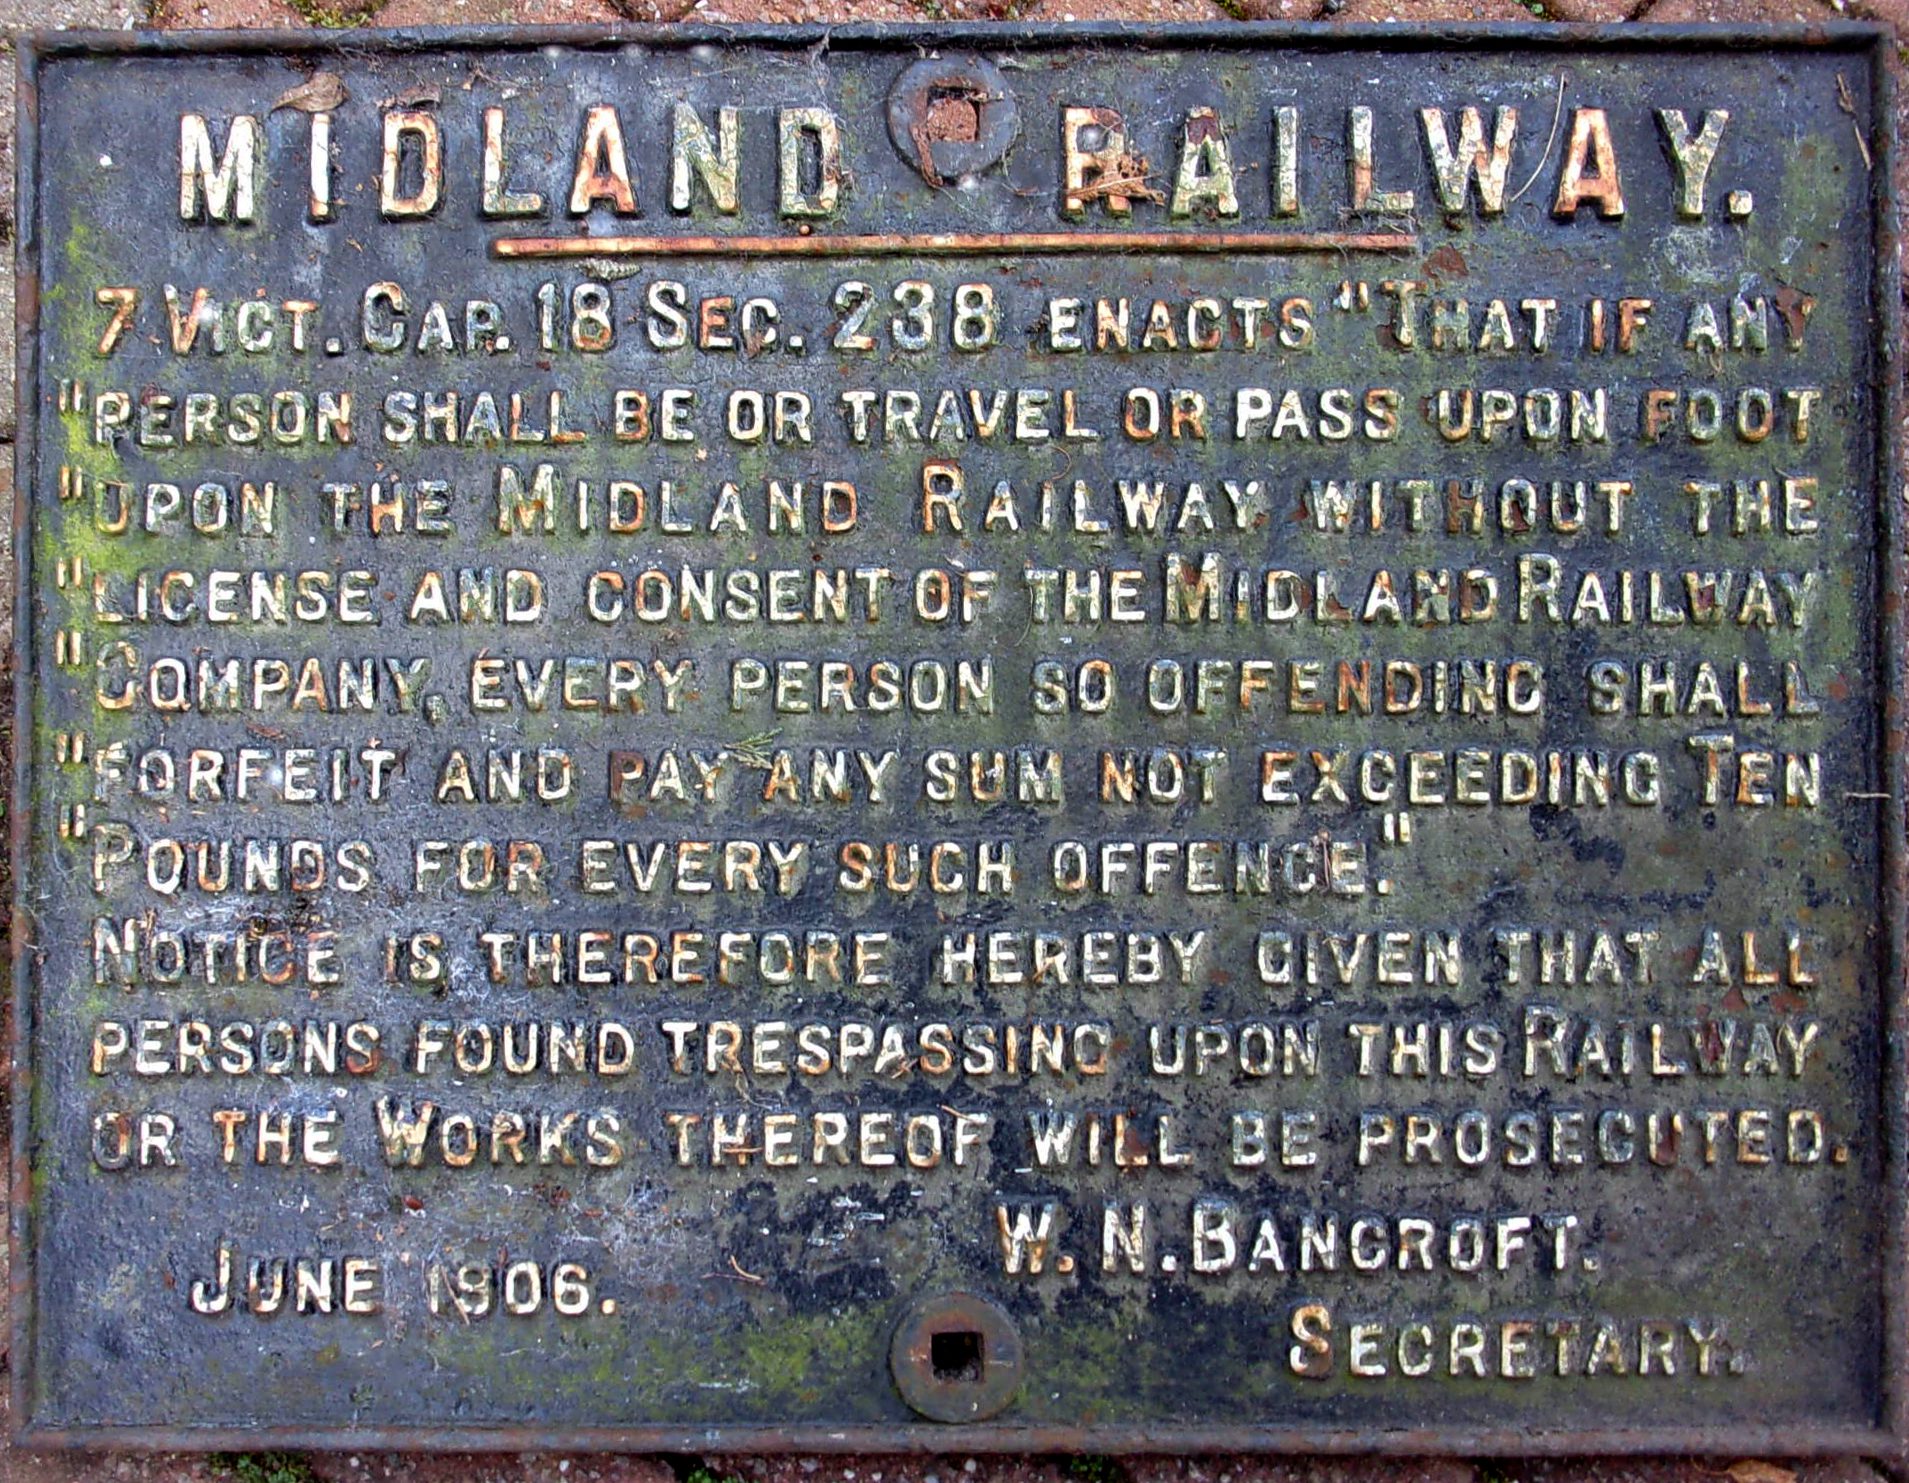 MIDLAND RAILWAY.
7 VICT. CAP. 18 SEC. 238 ENACTS "THAT IF ANY
"PERSON SHALL BE OR TRAVEL OR PASS UPON FOOT
"UPON THE MIDLAND RAILWAY WITHOUT THE
"LICENSE AND CONSENT OF THE MIDLAND RAILWAY
"COMPANY, EVERY PERSON SO OFFENDING SHALL
"FORFEIT AND PAY ANY SUM NOT EXCEEDING TEN
"POUNDS FOR EVERY SUCH OFFENCE."
NOTICE IS THEREFORE HEREBY GIVEN THAT ALL
PERSONS FOUND TRESPASSING UPON THIS RAILWAY
OR THE WORKS THEREOF WILL BE PROSECUTED.
W. N. BANCROFT.
JUNE 1906.
SECRETARY.